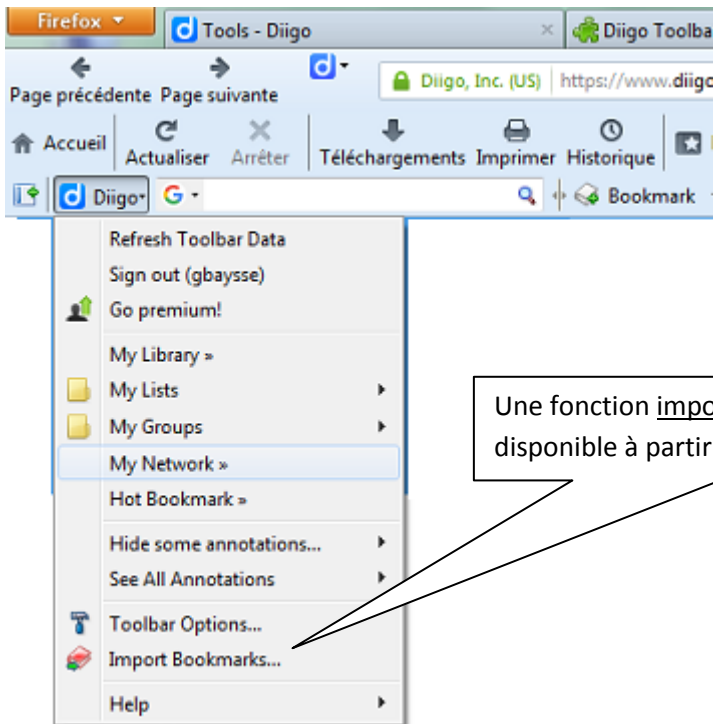 Firefox
Tools - Diigo
Diigo Toolba
Diigo, Inc. (US) https://www.diigo
Page précédente Page suivante
Accueil Actualiser Arrêter Téléchargements Imprimer Historique
Diigo Bookmark
Refresh Toolbar Data
Sign out (gbaysse)
Go premium!
My Library »
My Lists
My Groups
My Network »
Hot Bookmark »
Hide some annotations...
See All Annotations
Toolbar Options...
Import Bookmarks...
Help
Une fonction impo
disponible à partir